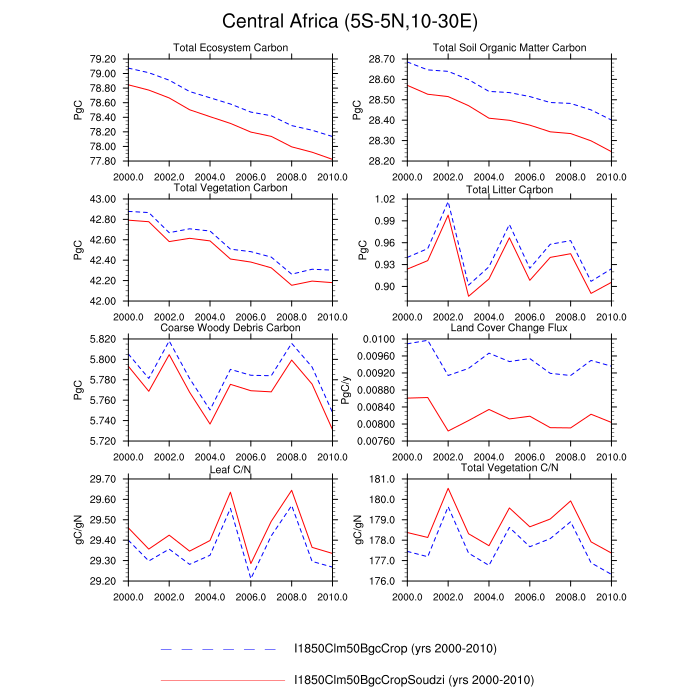 Central Africa (5S-5N,10-30E)
Total Ecosystem Carbon
PgC
79.20
79.00
78.80
78.60
78.40
78.20
78.00
77.80
2000.0 2002.0 2004.0 2006.0 2008.0 2010.0
Total Soil Organic Matter Carbon
PgC
28.70
28.60
28.50
28.40
28.30
28.20
2000.0 2002.0 2004.0 2006.0 2008.0 2010.0
Total Vegetation Carbon
PgC
43.00
42.80
42.60
42.40
42.20
42.00
2000.0 2002.0 2004.0 2006.0 2008.0 2010.0
Total Litter Carbon
PgC
1.02
0.99
0.96
0.93
0.90
2000.0 2002.0 2004.0 2006.0 2008.0 2010.0
Coarse Woody Debris Carbon
PgC
5.820
5.800
5.780
5.760
5.740
5.720
2000.0 2002.0 2004.0 2006.0 2008.0 2010.0
Land Cover Change Flux
PgC/y
0.0100
0.00960
0.00920
0.00880
0.00840
0.00800
0.00760
2000.0 2002.0 2004.0 2006.0 2008.0 2010.0
Leaf C/N
gC/gN
29.70
29.60
29.50
29.40
29.30
29.20
2000.0 2002.0 2004.0 2006.0 2008.0 2010.0
Total Vegetation C/N
gC/gN
181.0
180.0
179.0
178.0
177.0
176.0
2000.0 2002.0 2004.0 2006.0 2008.0 2010.0
I1850Clm50BgcCrop (yrs 2000-2010)
I1850Clm50BgcCropSoudzi (yrs 2000-2010)